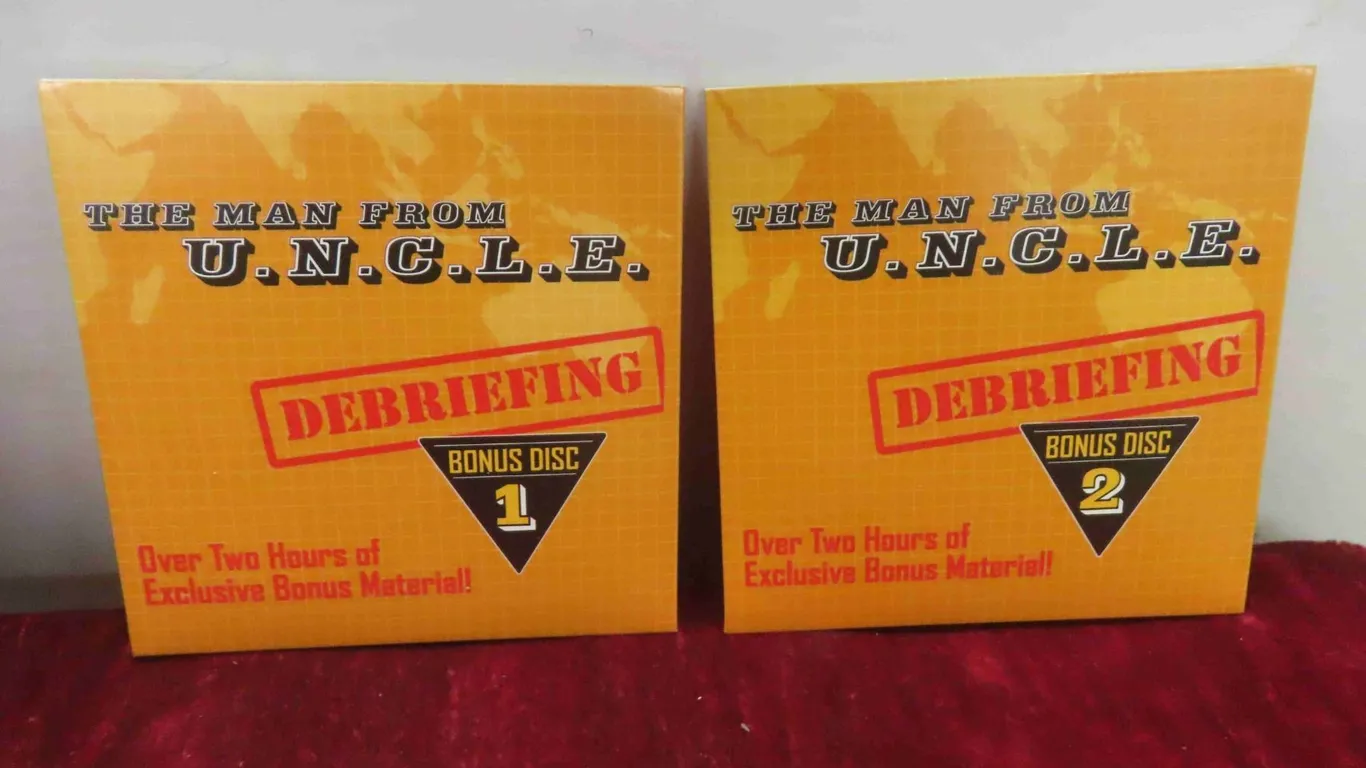 THE MAN FROM
U.N.C.L.E.
DEBRIEFING
BONUS DISC
1
Over Two Hours of
Exclusive Bonus Material!
THE MAN FROM
U.N.C.L.E.
DEBRIEFING
BONUS DISC
2
Over Two Hours of
Exclusive Bonus Material!